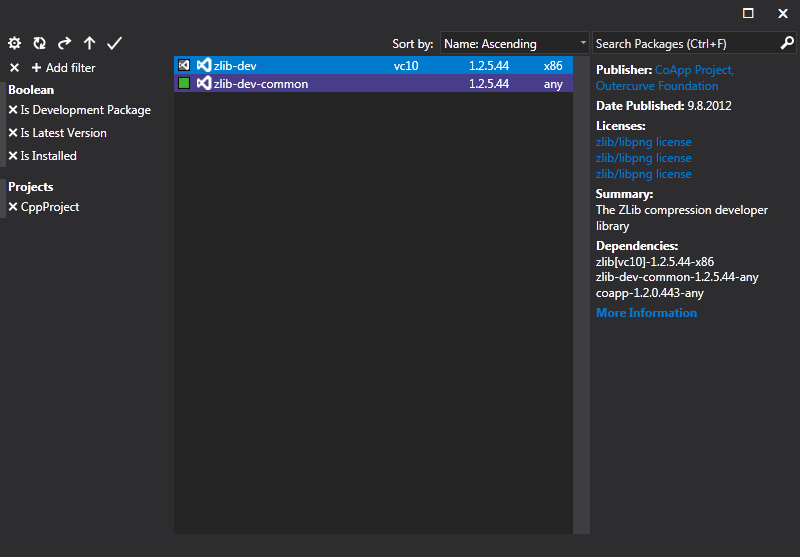 Sort by: Name: Ascending Search Packages (Ctrl+F)
Add filter
Boolean
Is Development Package
Is Latest Version
Is Installed
Projects
CppProject
zlib-dev vc10 1.2.5.44 x86
zlib-dev-common 1.2.5.44 any
Publisher: CoApp Project,
Outercurve Foundation
Date Published: 9.8.2012
Licenses:
zlib/libpng license
zlib/libpng license
zlib/libpng license
Summary:
The ZLib compression developer
library
Dependencies:
zlib[vc10]-1.2.5.44-x86
zlib-dev-common-1.2.5.44-any
coapp-1.2.0.443-any
More Information